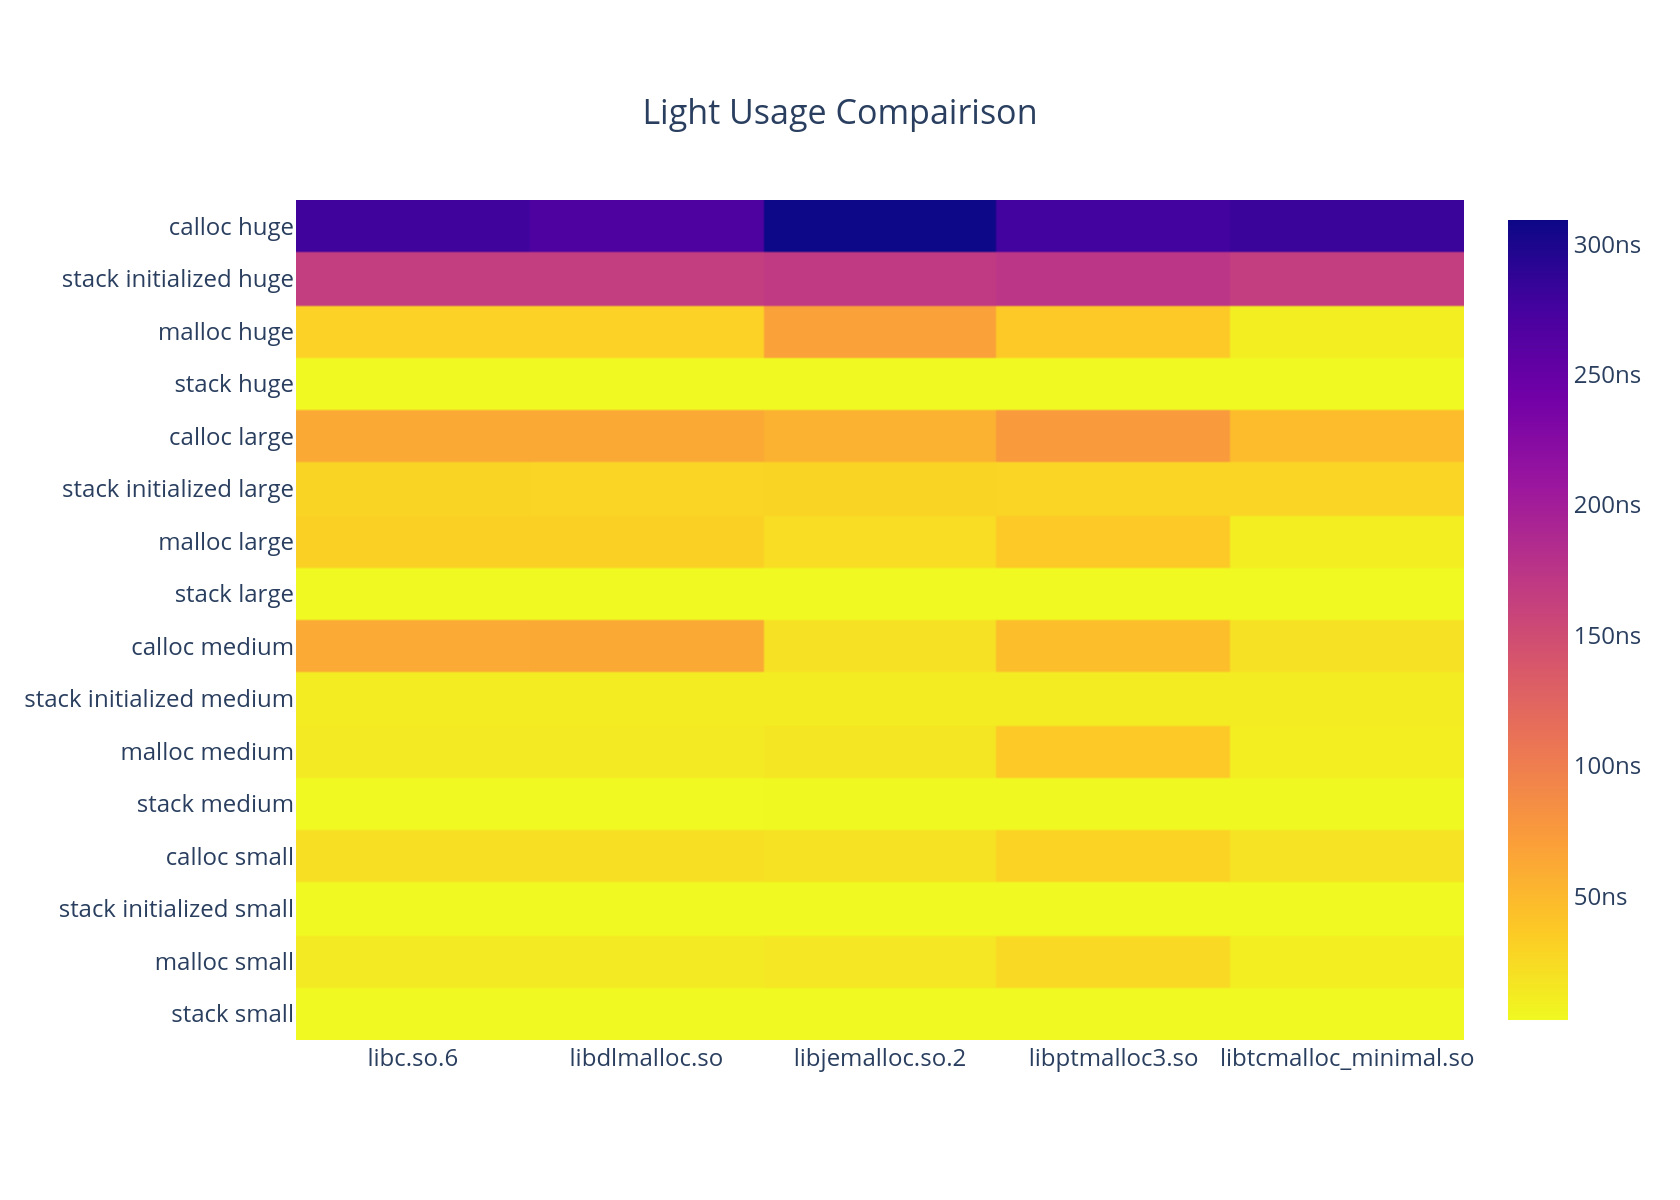 Light Usage Compairison
calloc huge
stack initialized huge
malloc huge
stack huge
calloc large
stack initialized large
malloc large
stack large
calloc medium
stack initialized medium
malloc medium
stack medium
calloc small
stack initialized small
malloc small
stack small
libc.so.6
libdlmalloc.so
libjemalloc.so.2
libptmalloc3.so
libtcmalloc_minimal.so
300ns
250ns
200ns
150ns
100ns
50ns